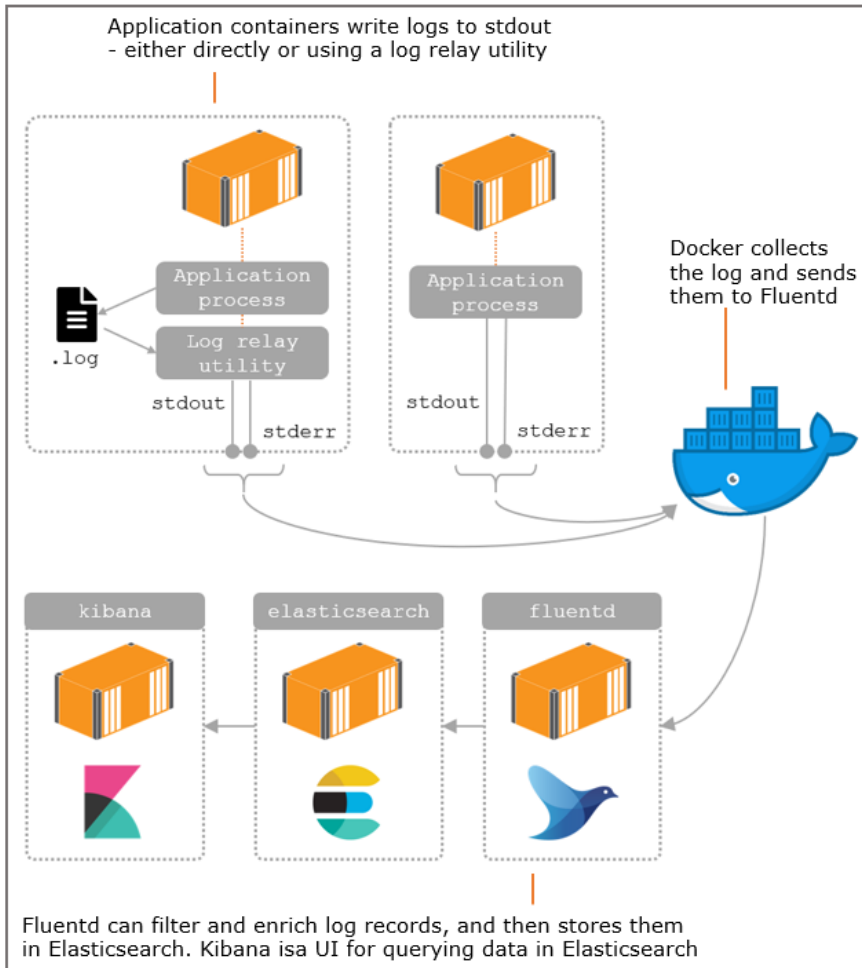 Application containers write logs to stdout
- either directly or using a log relay utility
Application
process
.log
Log relay
utility
stdout
stderr
Application
process
stdout
stderr
Docker collects
the log and sends
them to Fluentd
kibana
elasticsearch
fluentd
Fluentd can filter and enrich log records, and then stores them
in Elasticsearch. Kibana isa UI for querying data in Elasticsearch